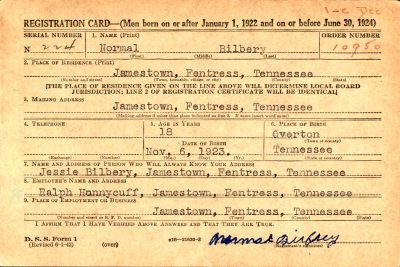 1-C Dec
REGISTRATION CARD—(Men born on or after January 1, 1922 and on or before June 30, 1924)
SERIAL NUMBER 1. NAME (Print) ORDER NUMBER
N 224 Normal Bilbery 10950
(First) (Middle) (Last)
2. PLACE OF RESIDENCE (Print)
Jamestown, Fentress, Tennessee
(Number and street) (Town, township, village, or city) (County) (State)
[THE PLACE OF RESIDENCE GIVEN ON THE LINE ABOVE WILL DETERMINE LOCAL BOARD
JURISDICTION; LINE 2 OF REGISTRATION CERTIFICATE WILL BE IDENTICAL]
3. MAILING ADDRESS
Jamestown, Fentress, Tennessee
(Mailing address if other than place indicated on line 2. If same insert word same)
4. TELEPHONE 5. AGE IN YEARS 6. PLACE OF BIRTH
18 Overton
DATE OF BIRTH (Town or county)
Nov. 6, 1923. Tennessee
(Exchange) (Number) (Mo.) (Day) (Yr.) (State or country)
7. NAME AND ADDRESS OF PERSON WHO WILL ALWAYS KNOW YOUR ADDRESS
Jessie Bilbery, Jamestown, Fentress, Tennessee
8. EMPLOYER'S NAME AND ADDRESS
Ralph Hannycuff, Jamestown, Fentress, Tennessee
9. PLACE OF EMPLOYMENT OR BUSINESS
Jamestown, Fentress, Tennessee
(Number and street or R. F. D. number) (Town) (County) (State)
I AFFIRM THAT I HAVE VERIFIED ABOVE ANSWERS AND THAT THEY ARE TRUE.
D. S. S. Form 1
(Revised 6-1-42) (over) Normal Bilbery
(Registrant's signature)